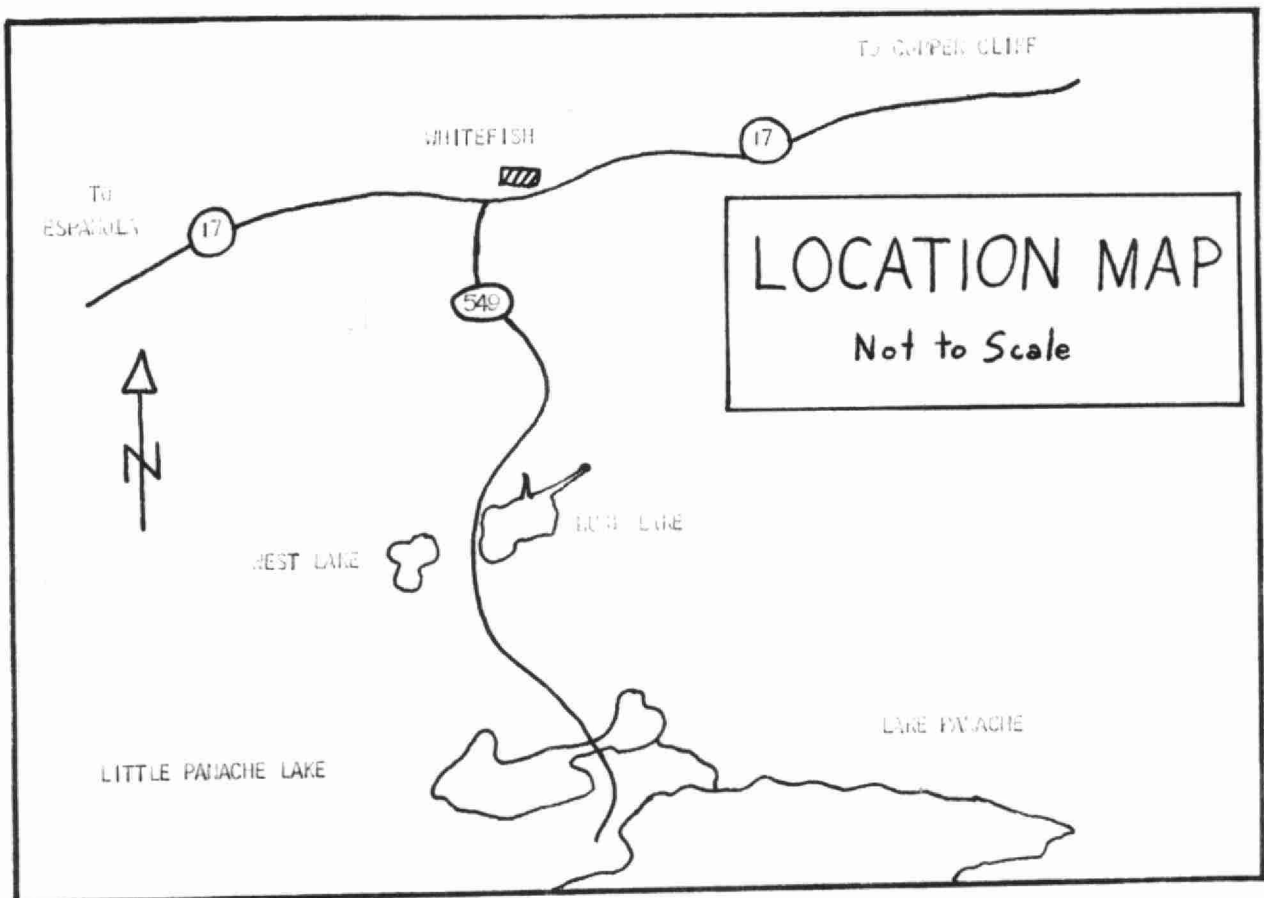 TO COPPER CLIFF
17
WHITEFISH
To
ESPANOLA
17
LOCATION MAP
Not to Scale
549
N
LAKE
WEST LAKE
LAKE PANACHE
LITTLE PANACHE LAKE